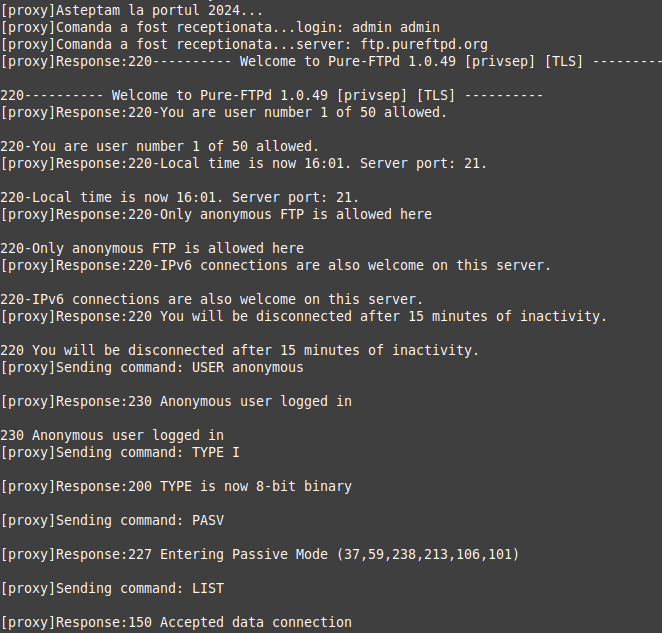 [proxy]Asteptam la portul 2024...
[proxy]Comanda a fost receptionata...login: admin admin
[proxy]Comanda a fost receptionata...server: ftp.pureftpd.org
[proxy]Response:220---------- Welcome to Pure-FTPd 1.0.49 [privsep] [TLS] ---------
220---------- Welcome to Pure-FTPd 1.0.49 [privsep] [TLS] ----------
[proxy]Response:220-You are user number 1 of 50 allowed.
220-You are user number 1 of 50 allowed.
[proxy]Response:220-Local time is now 16:01. Server port: 21.
220-Local time is now 16:01. Server port: 21.
[proxy]Response:220-Only anonymous FTP is allowed here
220-Only anonymous FTP is allowed here
[proxy]Response:220-IPv6 connections are also welcome on this server.
220-IPv6 connections are also welcome on this server.
[proxy]Response:220 You will be disconnected after 15 minutes of inactivity.
220 You will be disconnected after 15 minutes of inactivity.
[proxy]Sending command: USER anonymous
[proxy]Response:230 Anonymous user logged in
230 Anonymous user logged in
[proxy]Sending command: TYPE I
[proxy]Response:200 TYPE is now 8-bit binary
[proxy]Sending command: PASV
[proxy]Response:227 Entering Passive Mode (37,59,238,213,106,101)
[proxy]Sending command: LIST
[proxy]Response:150 Accepted data connection